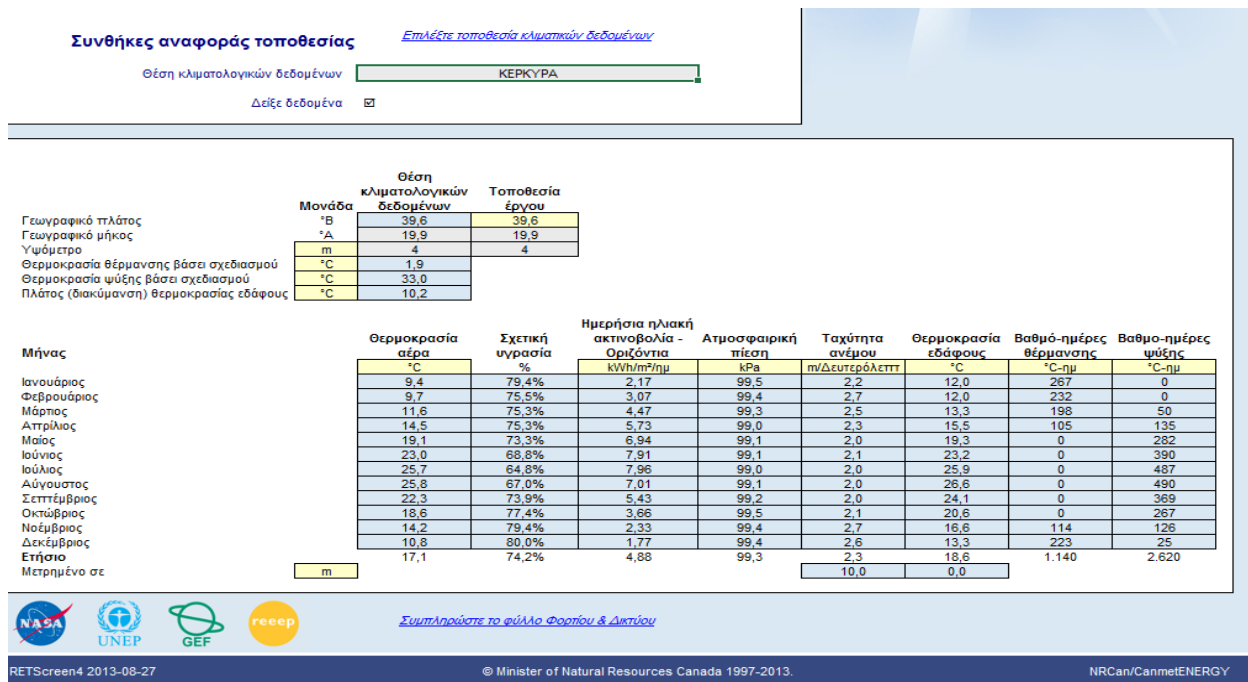 Συνθήκες αναφοράς τοποθεσίας Επιλέξτε τοποθεσία κλιματικών δεδομένων
Θέση κλιματολογικών δεδομένων ΚΕΡΚΥΡΑ
Δείξε δεδομένα
Θέση
κλιματολογικών Τοποθεσία
Μονάδα δεδομένων έργου
Γεωγραφικό πλάτος °Β 39,6 39,6
Γεωγραφικό μήκος °Α 19,9 19,9
Υψόμετρο m 4 4
Θερμοκρασία θέρμανσης βάσει σχεδιασμού °C 1,9
Θερμοκρασία ψύξης βάσει σχεδιασμού °C 33,0
Πλάτος (διακύμανση) θερμοκρασίας εδάφους °C 10,2
Ημερήσια ηλιακή
Θερμοκρασία Σχετική ακτινοβολία - Ατμοσφαιρική Ταχύτητα Θερμοκρασία Βαθμό-ημέρες Βαθμο-ημέρες
Μήνας αέρα υγρασία Οριζόντια πίεση ανέμου εδάφους θέρμανσης ψύξης
°C % kWh/m²/ημ kPa m/Δευτερόλεπτ °C °C-ημ °C-ημ
Ιανουάριος 9,4 79,4% 2,17 99,5 2,2 12,0 267 0
Φεβρουάριος 9,7 75,5% 3,07 99,4 2,7 12,0 232 0
Μάρτιος 11,6 75,3% 4,47 99,3 2,5 13,3 198 50
Απρίλιος 14,5 75,3% 5,73 99,0 2,3 15,5 105 135
Μαίος 19,1 73,3% 6,94 99,1 2,0 19,3 0 282
Ιούνιος 23,0 68,8% 7,91 99,1 2,1 23,2 0 390
Ιούλιος 25,7 64,8% 7,96 99,0 2,0 25,9 0 487
Αύγουστος 25,8 67,0% 7,01 99,1 2,0 26,6 0 490
Σεπτέμβριος 22,3 73,9% 5,43 99,2 2,0 24,1 0 369
Οκτώβριος 18,6 77,4% 3,66 99,5 2,1 20,6 0 267
Νοέμβριος 14,2 79,4% 2,33 99,4 2,7 16,6 114 126
Δεκέμβριος 10,8 80,0% 1,77 99,4 2,6 13,3 223 25
Ετήσιο 17,1 74,2% 4,88 99,3 2,3 18,6 1.140 2.620
Μετρημένο σε m 10,0 0,0
NASA UNEP GEF reeep Συμπληρώστε το φύλλο Φορτίου & Δικτύου
RETScreen4 2013-08-27 © Minister of Natural Resources Canada 1997-2013. NRCan/CanmetENERGY